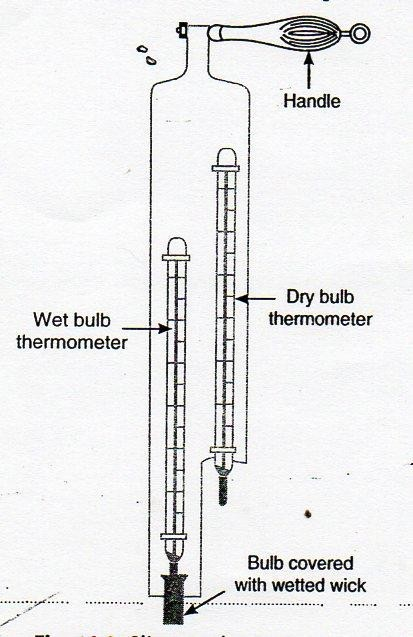 Handle
Dry bulb
thermometer
Wet bulb
thermometer
Bulb covered
with wetted wick